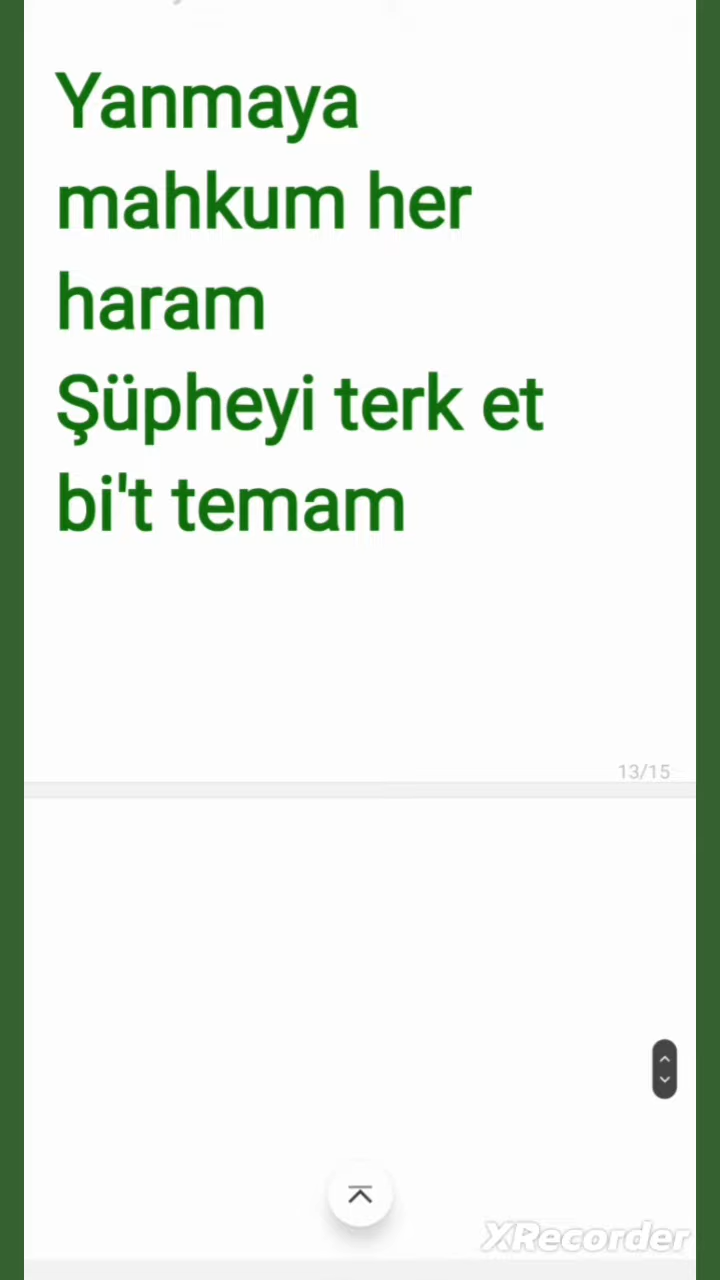 Yanmaya
mahkum her
haram
Şüpheyi terk et
bi't temam
13/15
XRecorder